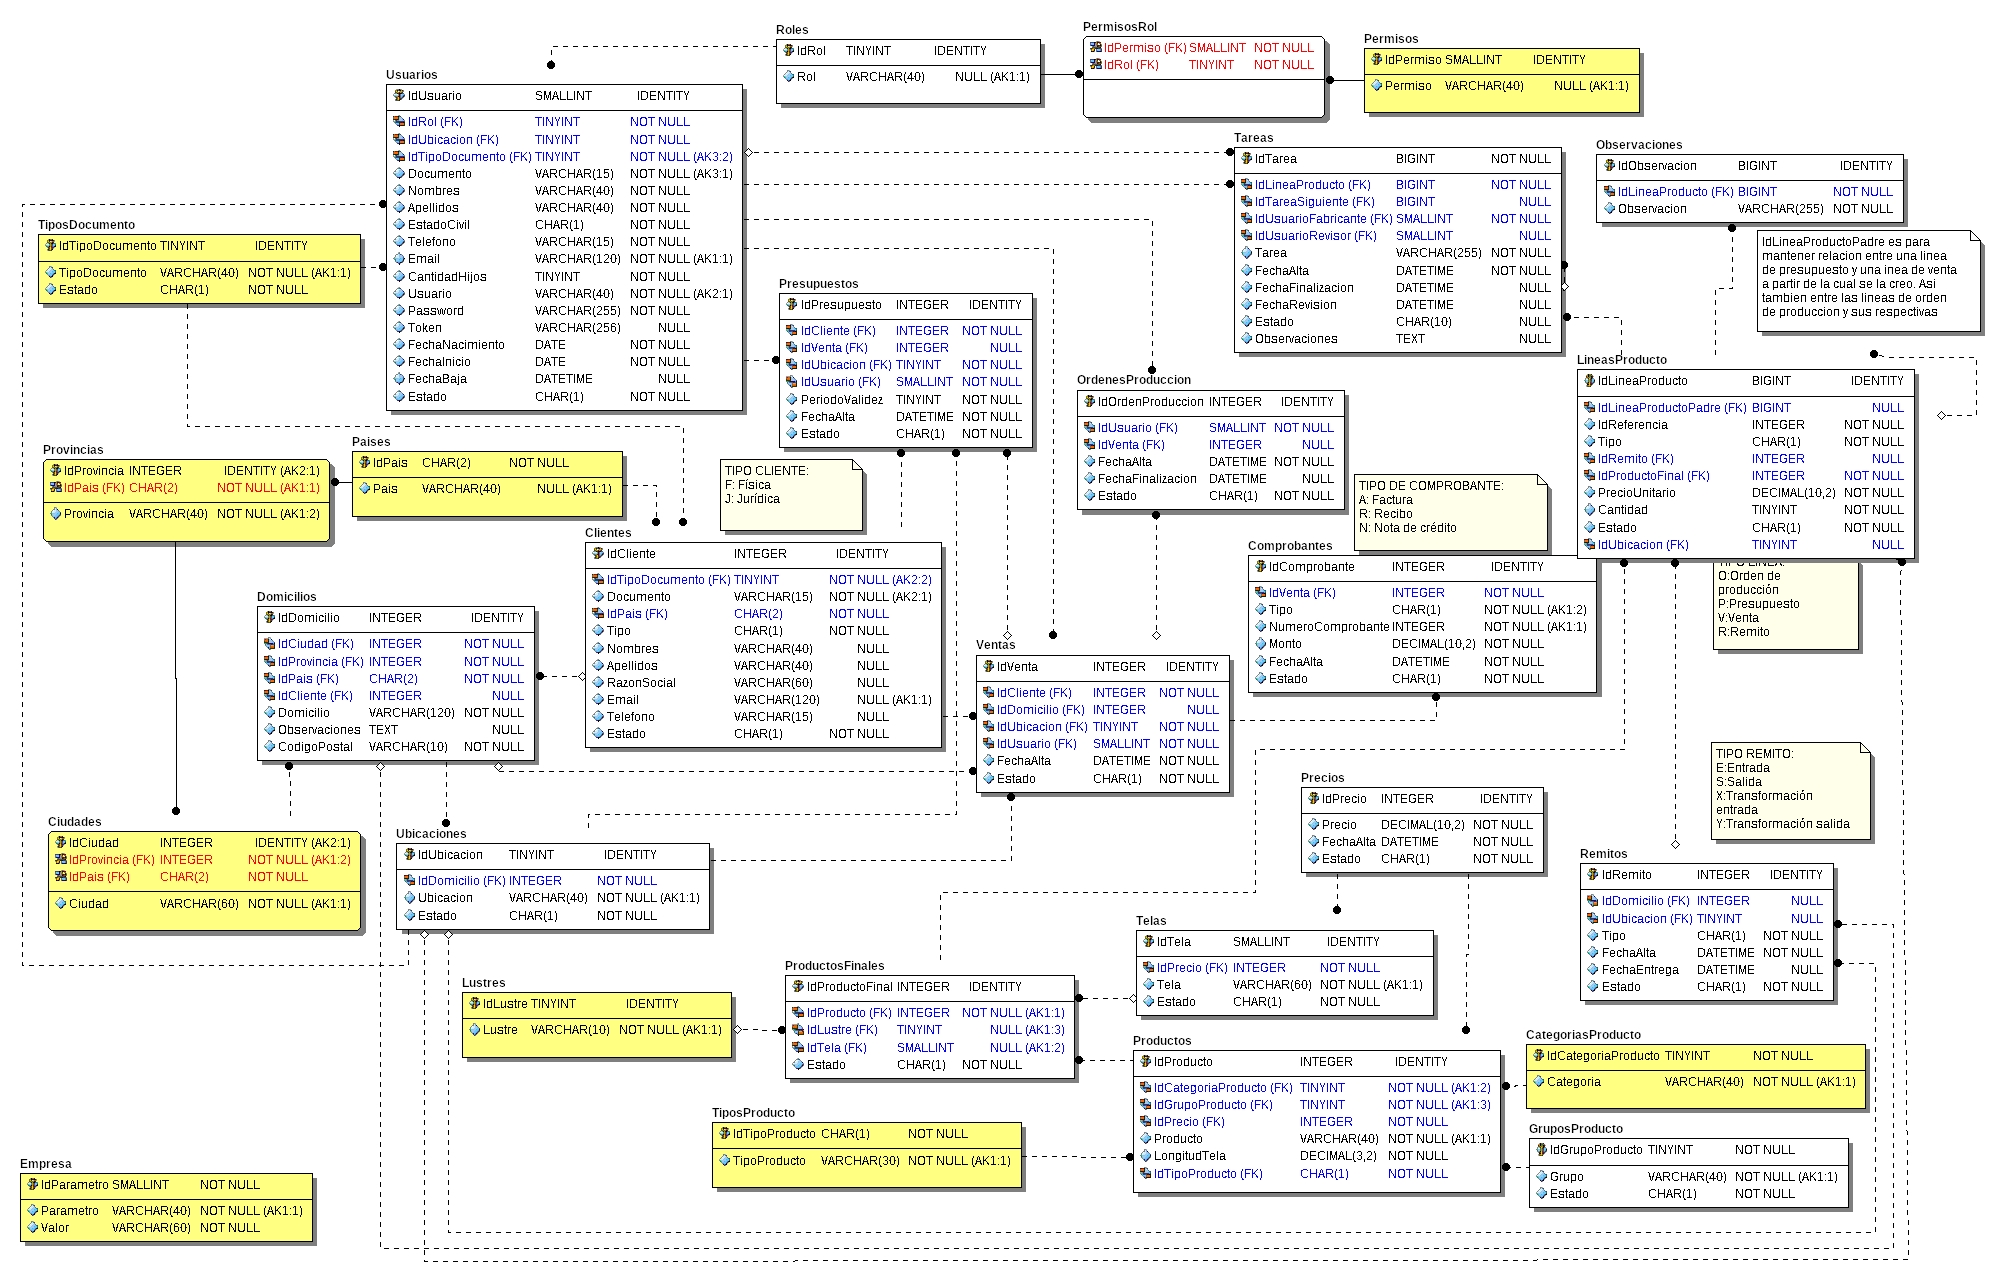 Roles
IdRol TINYINT IDENTITY
Rol VARCHAR(40) NULL (AK1:1)
PermisosRol
IdPermiso (FK) SMALLINT NOT NULL
IdRol (FK) TINYINT NOT NULL
Permisos
IdPermiso SMALLINT IDENTITY
Permiso VARCHAR(40) NULL (AK1:1)
Usuarios
IdUsuario SMALLINT IDENTITY
IdRol (FK) TINYINT NOT NULL
IdUbicacion (FK) TINYINT NOT NULL
IdTipoDocumento (FK) TINYINT NOT NULL (AK3:2)
Documento VARCHAR(15) NOT NULL (AK3:1)
Nombres VARCHAR(40) NOT NULL
Apellidos VARCHAR(40) NOT NULL
EstadoCivil CHAR(1) NOT NULL
Telefono VARCHAR(15) NOT NULL
Email VARCHAR(120) NOT NULL (AK1:1)
CantidadHijos TINYINT NOT NULL
Usuario VARCHAR(40) NOT NULL (AK2:1)
Password VARCHAR(255) NOT NULL
Token VARCHAR(256) NULL
FechaNacimiento DATE NOT NULL
FechaInicio DATE NOT NULL
FechaBaja DATETIME NULL
Estado CHAR(1) NOT NULL
Tareas
IdTarea BIGINT NOT NULL
IdLineaProducto (FK) BIGINT NOT NULL
IdTareaSiguiente (FK) BIGINT NULL
IdUsuarioFabricante (FK) SMALLINT NOT NULL
IdUsuarioRevisor (FK) SMALLINT NULL
Tarea VARCHAR(255) NOT NULL
FechaAlta DATETIME NOT NULL
FechaFinalizacion DATETIME NULL
FechaRevision DATETIME NULL
Estado CHAR(10) NULL
Observaciones TEXT NULL
Observaciones
IdObservacion BIGINT IDENTITY
IdLineaProducto (FK) BIGINT NOT NULL
Observacion VARCHAR(255) NOT NULL
IdLineaProductoPadre es para
mantener relacion entre una linea
de presupuesto y una inea de venta
a partir de la cual se la creo. Asi
tambien entre las lineas de orden
de produccion y sus respectivas
TiposDocumento
IdTipoDocumento TINYINT IDENTITY
TipoDocumento VARCHAR(40) NOT NULL (AK1:1)
Estado CHAR(1) NOT NULL
Presupuestos
IdPresupuesto INTEGER IDENTITY
IdCliente (FK) INTEGER NOT NULL
IdVenta (FK) INTEGER NULL
IdUbicacion (FK) TINYINT NOT NULL
IdUsuario (FK) SMALLINT NOT NULL
PeriodoValidez TINYINT NOT NULL
FechaAlta DATETIME NOT NULL
Estado CHAR(1) NOT NULL
OrdenesProduccion
IdOrdenProduccion INTEGER IDENTITY
IdUsuario (FK) SMALLINT NOT NULL
IdVenta (FK) INTEGER NULL
FechaAlta DATETIME NOT NULL
FechaFinalizacion DATETIME NULL
Estado CHAR(1) NOT NULL
LineasProducto
IdLineaProducto BIGINT IDENTITY
IdLineaProductoPadre (FK) BIGINT NULL
IdReferencia INTEGER NOT NULL
Tipo CHAR(1) NOT NULL
IdRemito (FK) INTEGER NULL
IdProductoFinal (FK) INTEGER NOT NULL
PrecioUnitario DECIMAL(10,2) NOT NULL
Cantidad TINYINT NOT NULL
Estado CHAR(1) NOT NULL
IdUbicacion (FK) TINYINT NULL
Provincias
IdProvincia INTEGER IDENTITY (AK2:1)
IdPais (FK) CHAR(2) NOT NULL (AK1:1)
Provincia VARCHAR(40) NOT NULL (AK1:2)
Paises
IdPais CHAR(2) NOT NULL
Pais VARCHAR(40) NULL (AK1:1)
TIPO CLIENTE:
F: Física
J: Jurídica
TIPO DE COMPROBANTE:
A: Factura
R: Recibo
N: Nota de crédito
Clientes
IdCliente INTEGER IDENTITY
IdTipoDocumento (FK) TINYINT NOT NULL (AK2:2)
Documento VARCHAR(15) NOT NULL (AK2:1)
IdPais (FK) CHAR(2) NOT NULL
Tipo CHAR(1) NOT NULL
Nombres VARCHAR(40) NULL
Apellidos VARCHAR(40) NULL
RazonSocial VARCHAR(60) NULL
Email VARCHAR(120) NULL (AK1:1)
Telefono VARCHAR(15) NULL
Estado CHAR(1) NOT NULL
Comprobantes
IdComprobante INTEGER IDENTITY
IdVenta (FK) INTEGER NOT NULL
Tipo CHAR(1) NOT NULL (AK1:2)
NumeroComprobante INTEGER NOT NULL (AK1:1)
Monto DECIMAL(10,2) NOT NULL
FechaAlta DATETIME NOT NULL
Estado CHAR(1) NOT NULL
TIPO LINEA:
O:Orden de
producción
P:Presupuesto
V:Venta
R:Remito
Domicilios
IdDomicilio INTEGER IDENTITY
IdCiudad (FK) INTEGER NOT NULL
IdProvincia (FK) INTEGER NOT NULL
IdPais (FK) CHAR(2) NOT NULL
IdCliente (FK) INTEGER NULL
Domicilio VARCHAR(120) NOT NULL
Observaciones TEXT NULL
CodigoPostal VARCHAR(10) NOT NULL
Ventas
IdVenta INTEGER IDENTITY
IdCliente (FK) INTEGER NOT NULL
IdDomicilio (FK) INTEGER NULL
IdUbicacion (FK) TINYINT NOT NULL
IdUsuario (FK) SMALLINT NOT NULL
FechaAlta DATETIME NOT NULL
Estado CHAR(1) NOT NULL
TIPO REMITO:
E:Entrada
S:Salida
X:Transformación
entrada
Y:Transformación salida
Precios
IdPrecio INTEGER IDENTITY
Precio DECIMAL(10,2) NOT NULL
FechaAlta DATETIME NOT NULL
Estado CHAR(1) NOT NULL
Ciudades
IdCiudad INTEGER IDENTITY (AK2:1)
IdProvincia (FK) INTEGER NOT NULL (AK1:2)
IdPais (FK) CHAR(2) NOT NULL
Ciudad VARCHAR(60) NOT NULL (AK1:1)
Ubicaciones
IdUbicacion TINYINT IDENTITY
IdDomicilio (FK) INTEGER NOT NULL
Ubicacion VARCHAR(40) NOT NULL (AK1:1)
Estado CHAR(1) NOT NULL
Remitos
IdRemito INTEGER IDENTITY
IdDomicilio (FK) INTEGER NULL
IdUbicacion (FK) TINYINT NULL
Tipo CHAR(1) NOT NULL
FechaAlta DATETIME NOT NULL
FechaEntrega DATETIME NULL
Estado CHAR(1) NOT NULL
Telas
IdTela SMALLINT IDENTITY
IdPrecio (FK) INTEGER NOT NULL
Tela VARCHAR(60) NOT NULL (AK1:1)
Estado CHAR(1) NOT NULL
Lustres
IdLustre TINYINT IDENTITY
Lustre VARCHAR(10) NOT NULL (AK1:1)
ProductosFinales
IdProductoFinal INTEGER IDENTITY
IdProducto (FK) INTEGER NOT NULL (AK1:1)
IdLustre (FK) TINYINT NULL (AK1:3)
IdTela (FK) SMALLINT NULL (AK1:2)
Estado CHAR(1) NOT NULL
Productos
IdProducto INTEGER IDENTITY
IdCategoriaProducto (FK) TINYINT NOT NULL (AK1:2)
IdGrupoProducto (FK) TINYINT NOT NULL (AK1:3)
IdPrecio (FK) INTEGER NOT NULL
Producto VARCHAR(40) NOT NULL (AK1:1)
LongitudTela DECIMAL(3,2) NOT NULL
IdTipoProducto (FK) CHAR(1) NOT NULL
CategoriasProducto
IdCategoriaProducto TINYINT NOT NULL
Categoria VARCHAR(40) NOT NULL (AK1:1)
TiposProducto
IdTipoProducto CHAR(1) NOT NULL
TipoProducto VARCHAR(30) NOT NULL (AK1:1)
GruposProducto
IdGrupoProducto TINYINT NOT NULL
Grupo VARCHAR(40) NOT NULL (AK1:1)
Estado CHAR(1) NOT NULL
Empresa
IdParametro SMALLINT NOT NULL
Parametro VARCHAR(40) NOT NULL (AK1:1)
Valor VARCHAR(60) NOT NULL